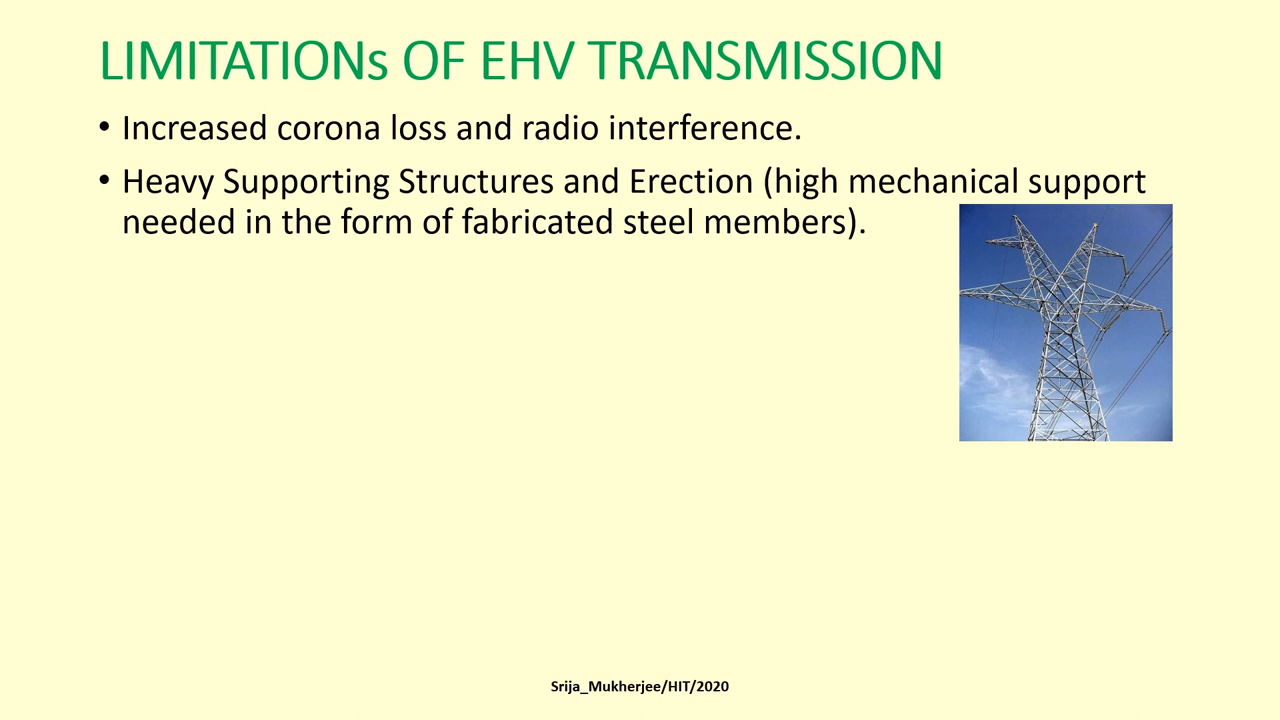 LIMITATIONs OF EHV TRANSMISSION
• Increased corona loss and radio interference.
• Heavy Supporting Structures and Erection (high mechanical support
needed in the form of fabricated steel members).
Srija_Mukherjee/HIT/2020